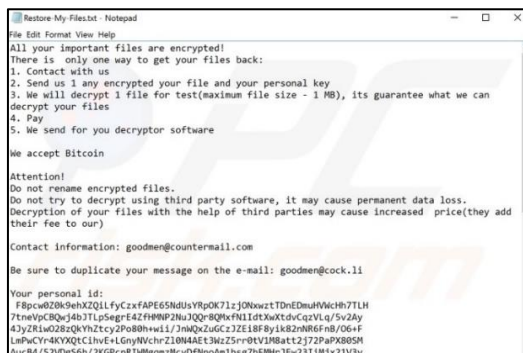 Restore-My-Files.txt - Notepad
File Edit Format View Help
All your important files are encrypted!
There is only one way to get your files back:
1. Contact with us
2. Send us 1 any encrypted your file and your personal key
3. We will decrypt 1 file for test(maximum file size - 1 MB), its guarantee what we can
decrypt your files
4. Pay
5. We send for you decryptor software
We accept Bitcoin
Attention!
Do not rename encrypted files.
Do not try to decrypt using third party software, it may cause permanent data loss.
Decryption of your files with the help of third parties may cause increased price(they add
their fee to our)
Contact information: goodmen@countermail.com
Be sure to duplicate your message on the e-mail: goodmen@cock.li
Your personal id: